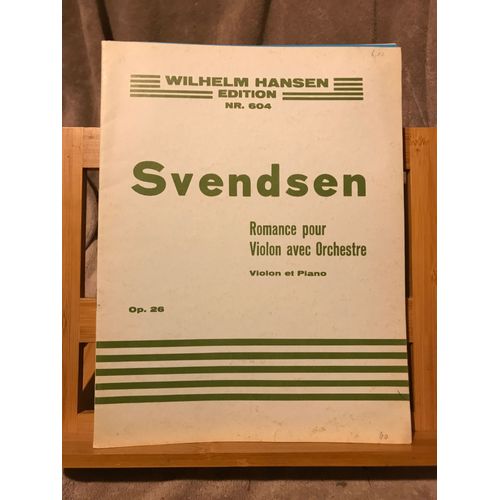 WILHELM HANSEN
EDITION
NR. 604
Svendsen
Romance pour
Violon avec Orchestre
Violon et Piano
Op. 26